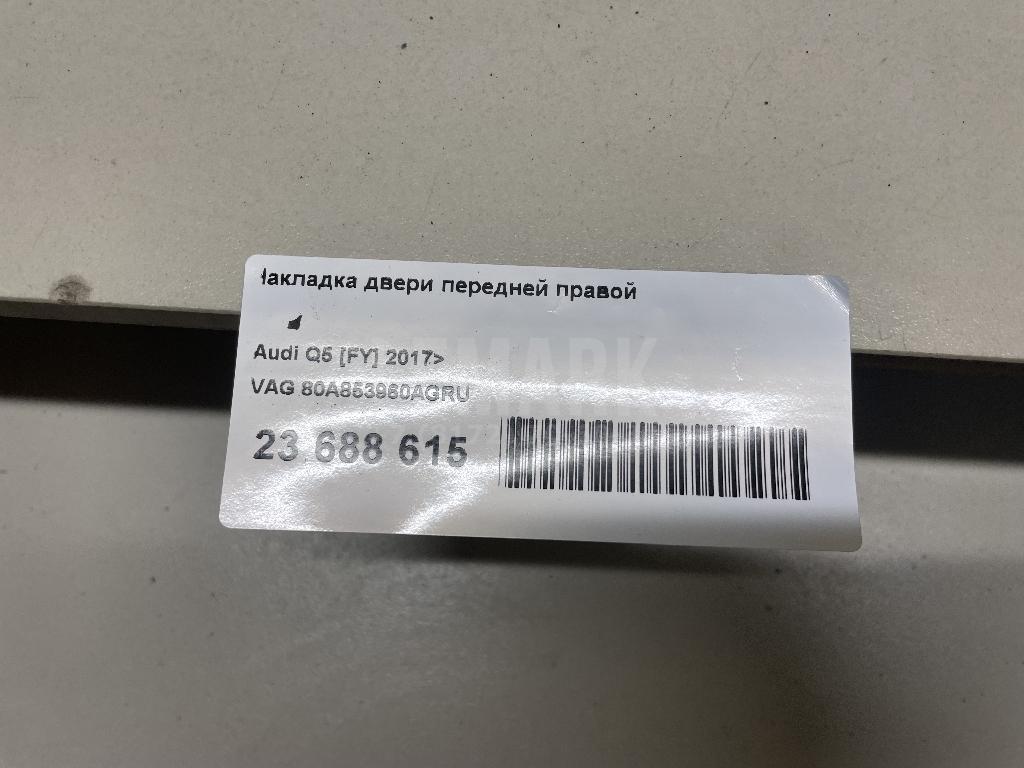 Накладка двери передней правой
Audi Q5 [FY] 2017>
VAG 80A853960AGRU
23 688 615